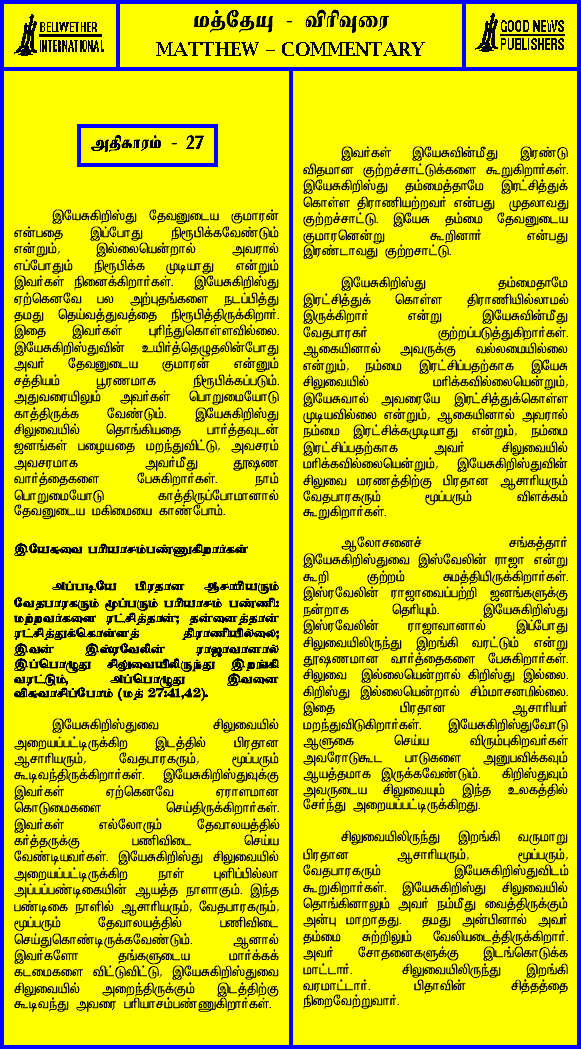 BELIWETHER
INTERNATIONAL
மத்தேயு - விரிவுரை
MATTHEW – COMMENTARY
GOOD NEWS
PUBLISHERS
அதிகாரம் - 27
இயேசுகிறிஸ்து தேவனுடைய குமாரன்
என்பதை இப்போது நிரூபிக்கவேண்டும்
என்றும், இல்லையென்றால் அவரால்
எப்போதும் நிரூபிக்க முடியாது என்றும்
இவர்கள் நினைக்கிறார்கள். இயேசுகிறிஸ்து
ஏற்கெனவே பல அற்புதங்களை நடப்பித்து
தமது தெய்வத்துவத்தை நிரூபித்திருக்கிறார்.
இதை இவர்கள் புரிந்துகொள்ளவில்லை.
இயேசுகிறிஸ்துவின் உயிர்த்தெழுதலின்போது
அவர் தேவனுடைய குமாரன் என்னும்
சத்தியம் பூரணமாக நிரூபிக்கப்படும்.
அதுவரையிலும் அவர்கள் பொறுமையோடு
காத்திருக்க வேண்டும். இயேசுகிறிஸ்து
சிலுவையில் தொங்கியதை பார்த்தவுடன்
ஜனங்கள் பழையதை மறந்துவிட்டு, அவசரம்
அவசரமாக அவர்மீது தூஷண
வார்த்தைகளை பேசுகிறார்கள். நாம்
பொறுமையோடு காத்திருப்போமானால்
தேவனுடைய மகிமையை காண்போம்.
இயேசுவை பரியாசம்பண்ணுகிறார்கள்
அப்படியே பிரதான ஆசாரியரும்
வேதபாரகரும் மூப்பரும் பரியாசம் பண்ணி:
மற்றவர்களை ரட்சித்தான்; தன்னைத்தான்
ரட்சித்துக்கொள்ளத் திராணியில்லை;
இவன் இஸ்ரவேலின் ராஜாவானால்
இப்பொழுது சிலுவையிலிருந்து இறங்கி
வரட்டும், அப்பொழுது இவனை
விசுவாசிப்போம் (மத் 27:41,42).
இயேசுகிறிஸ்துவை சிலுவையில்
அறையப்பட்டிருக்கிற இடத்தில் பிரதான
ஆசாரியரும், வேதபாரகரும், மூப்பரும்
கூடிவந்திருக்கிறார்கள். இயேசுகிறிஸ்துவுக்கு
இவர்கள் ஏற்கெனவே ஏராளமான
கொடுமைகளை செய்திருக்கிறார்கள்.
இவர்கள் எல்லோரும் தேவாலயத்தில்
கர்த்தருக்கு பணிவிடை செய்ய
வேண்டியவர்கள். இயேசுகிறிஸ்து சிலுவையில்
அறையப்பட்டிருக்கிற நாள் புளிப்பில்லா
அப்பப்பண்டிகையின் ஆயத்த நாளாகும். இந்த
பண்டிகை நாளில் ஆசாரியரும், வேதபாரகரும்,
மூப்பரும் தேவாலயத்தில் பணிவிடை
செய்துகொண்டிருக்கவேண்டும். ஆனால்
இவர்களோ தங்களுடைய மார்க்கக்
கடமைகளை விட்டுவிட்டு, இயேசுகிறிஸ்துவை
சிலுவையில் அறைந்திருக்கும் இடத்திற்கு
கூடிவந்து அவரை பரியாசம்பண்ணுகிறார்கள்.
இவர்கள் இயேசுவின்மீது இரண்டு
விதமான குற்றச்சாட்டுக்களை கூறுகிறார்கள்.
இயேசுகிறிஸ்து தம்மைத்தாமே இரட்சித்துக்
கொள்ள திராணியற்றவர் என்பது முதலாவது
குற்றச்சாட்டு. இயேசு தம்மை தேவனுடைய
குமாரனென்று கூறினார் என்பது
இரண்டாவது குற்றசாட்டு.
இயேசுகிறிஸ்து தம்மைதாமே
இரட்சித்துக் கொள்ள திராணியில்லாமல்
இருக்கிறார் என்று இயேசுவின்மீது
வேதபாரகர் குற்றப்படுத்துகிறார்கள்.
ஆகையினால் அவருக்கு வல்லமையில்லை
என்றும், நம்மை இரட்சிப்பதற்காக இயேசு
சிலுவையில் மரிக்கவில்லையென்றும்,
இயேசுவால் அவரையே இரட்சித்துக்கொள்ள
முடியவில்லை என்றும், ஆகையினால் அவரால்
நம்மை இரட்சிக்கமுடியாது என்றும், நம்மை
இரட்சிப்பதற்காக அவர் சிலுவையில்
மரிக்கவில்லையென்றும், இயேசுகிறிஸ்துவின்
சிலுவை மரணத்திற்கு பிரதான ஆசாரியரும்
வேதபாரகரும் மூப்பரும் விளக்கம்
கூறுகிறார்கள்.
ஆலோசனைச் சங்கத்தார்
இயேசுகிறிஸ்துவை இஸ்வேலின் ராஜா என்று
கூறி குற்றம் சுமத்தியிருக்கிறார்கள்.
இஸ்ரவேலின் ராஜாவைப்பற்றி ஜனங்களுக்கு
நன்றாக தெரியும். இயேசுகிறிஸ்து
இஸ்ரவேலின் ராஜாவானால் இப்போது
சிலுவையிலிருந்து இறங்கி வரட்டும் என்று
தூஷணமான வார்த்தைகளை பேசுகிறார்கள்.
சிலுவை இல்லையென்றால் கிறிஸ்து இல்லை.
கிறிஸ்து இல்லையென்றால் சிம்மாசனமில்லை.
இதை பிரதான ஆசாரியர்
மறந்துவிடுகிறார்கள். இயேசுகிறிஸ்துவோடு
ஆளுகை செய்ய விரும்புகிறவர்கள்
அவரோடுகூட பாடுகளை அனுபவிக்கவும்
ஆயத்தமாக இருக்கவேண்டும். கிறிஸ்துவும்
அவருடைய சிலுவையும் இந்த உலகத்தில்
சேர்ந்து அறையப்பட்டிருக்கிறது.
சிலுவையிலிருந்து இறங்கி வருமாறு
பிரதான ஆசாரியரும், மூப்பரும்,
வேதபாரகரும் இயேசுகிறிஸ்துவிடம்
கூறுகிறார்கள். இயேசுகிறிஸ்து சிலுவையில்
தொங்கினாலும் அவர் நம்மீது வைத்திருக்கும்
அன்பு மாறாதது. தமது அன்பினால் அவர்
தம்மை சுற்றிலும் வேலியடைத்திருக்கிறார்.
அவர் சோதனைகளுக்கு இடங்கொடுக்க
மாட்டார். சிலுவையிலிருந்து இறங்கி
வரமாட்டார். பிதாவின் சித்தத்தை
நிறைவேற்றுவார்.